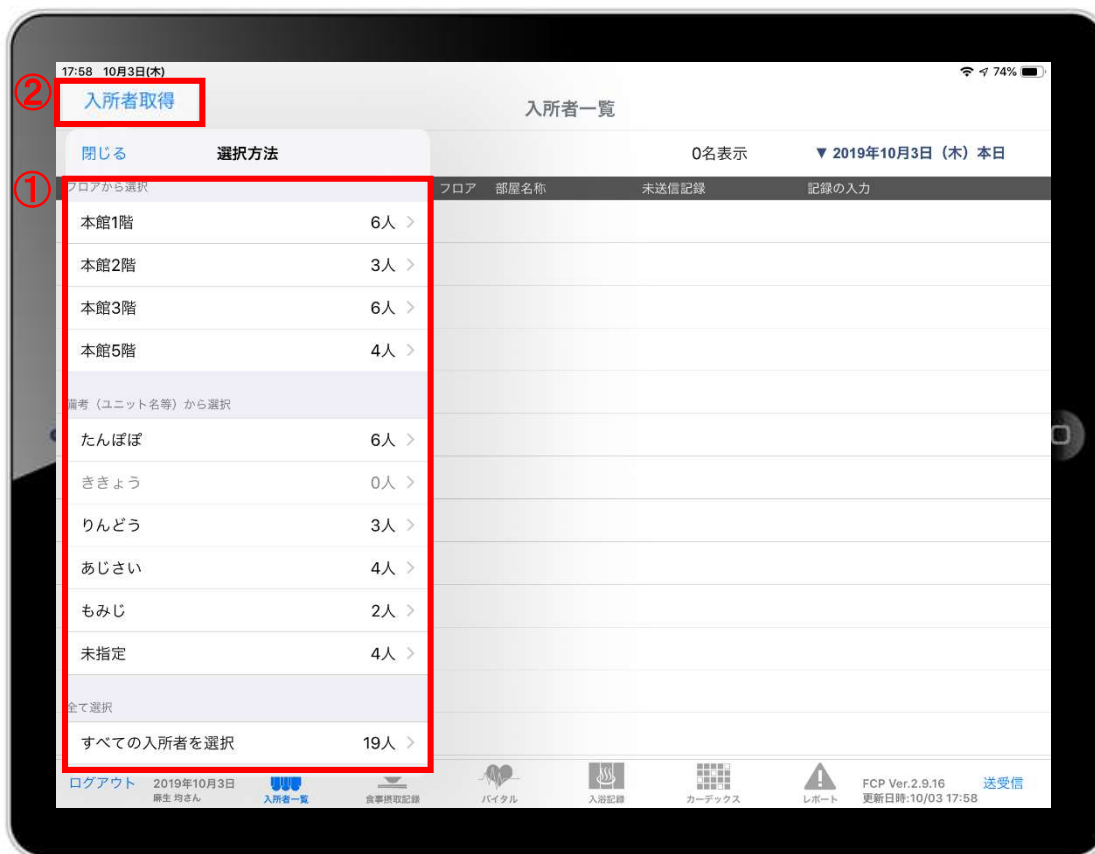 17:58 10月3日(木) 74%
② 入所者取得 入所者一覧
閉じる 選択方法 0名表示 ▼ 2019年10月3日（木）本日
① フロアから選択 フロア 部屋名称 未送信記録 記録の入力
本館1階 6人 >
本館2階 3人 >
本館3階 6人 >
本館5階 4人 >
備考（ユニット名等）から選択
たんぽぽ 6人 >
ききょう 0人 >
りんどう 3人 >
あじさい 4人 >
もみじ 2人 >
未指定 4人 >
全て選択
すべての入所者を選択 19人 >
ログアウト 2019年10月3日 FCP Ver.2.9.16 送受信
麻生 均さん 入所者一覧 食事摂取記録 バイタル 入浴記録 カーデックス レポート 更新日時:10/03 17:58